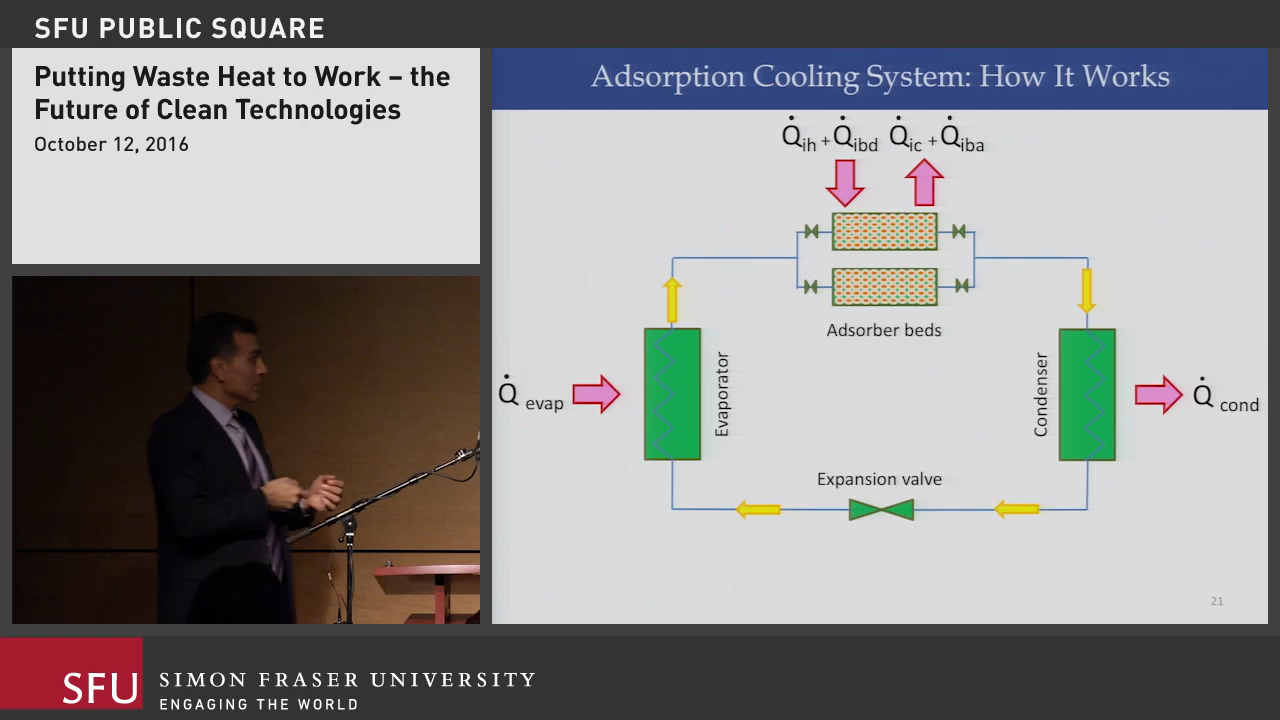 SFU PUBLIC SQUARE
Putting Waste Heat to Work – the
Future of Clean Technologies
October 12, 2016
Adsorption Cooling System: How It Works
Q̇ih + Q̇ibd Q̇ic + Q̇iba
Adsorber beds
Q̇ evap
Evaporator
Condenser
Q̇ cond
Expansion valve
21
SFU
SIMON FRASER UNIVERSITY
ENGAGING THE WORLD